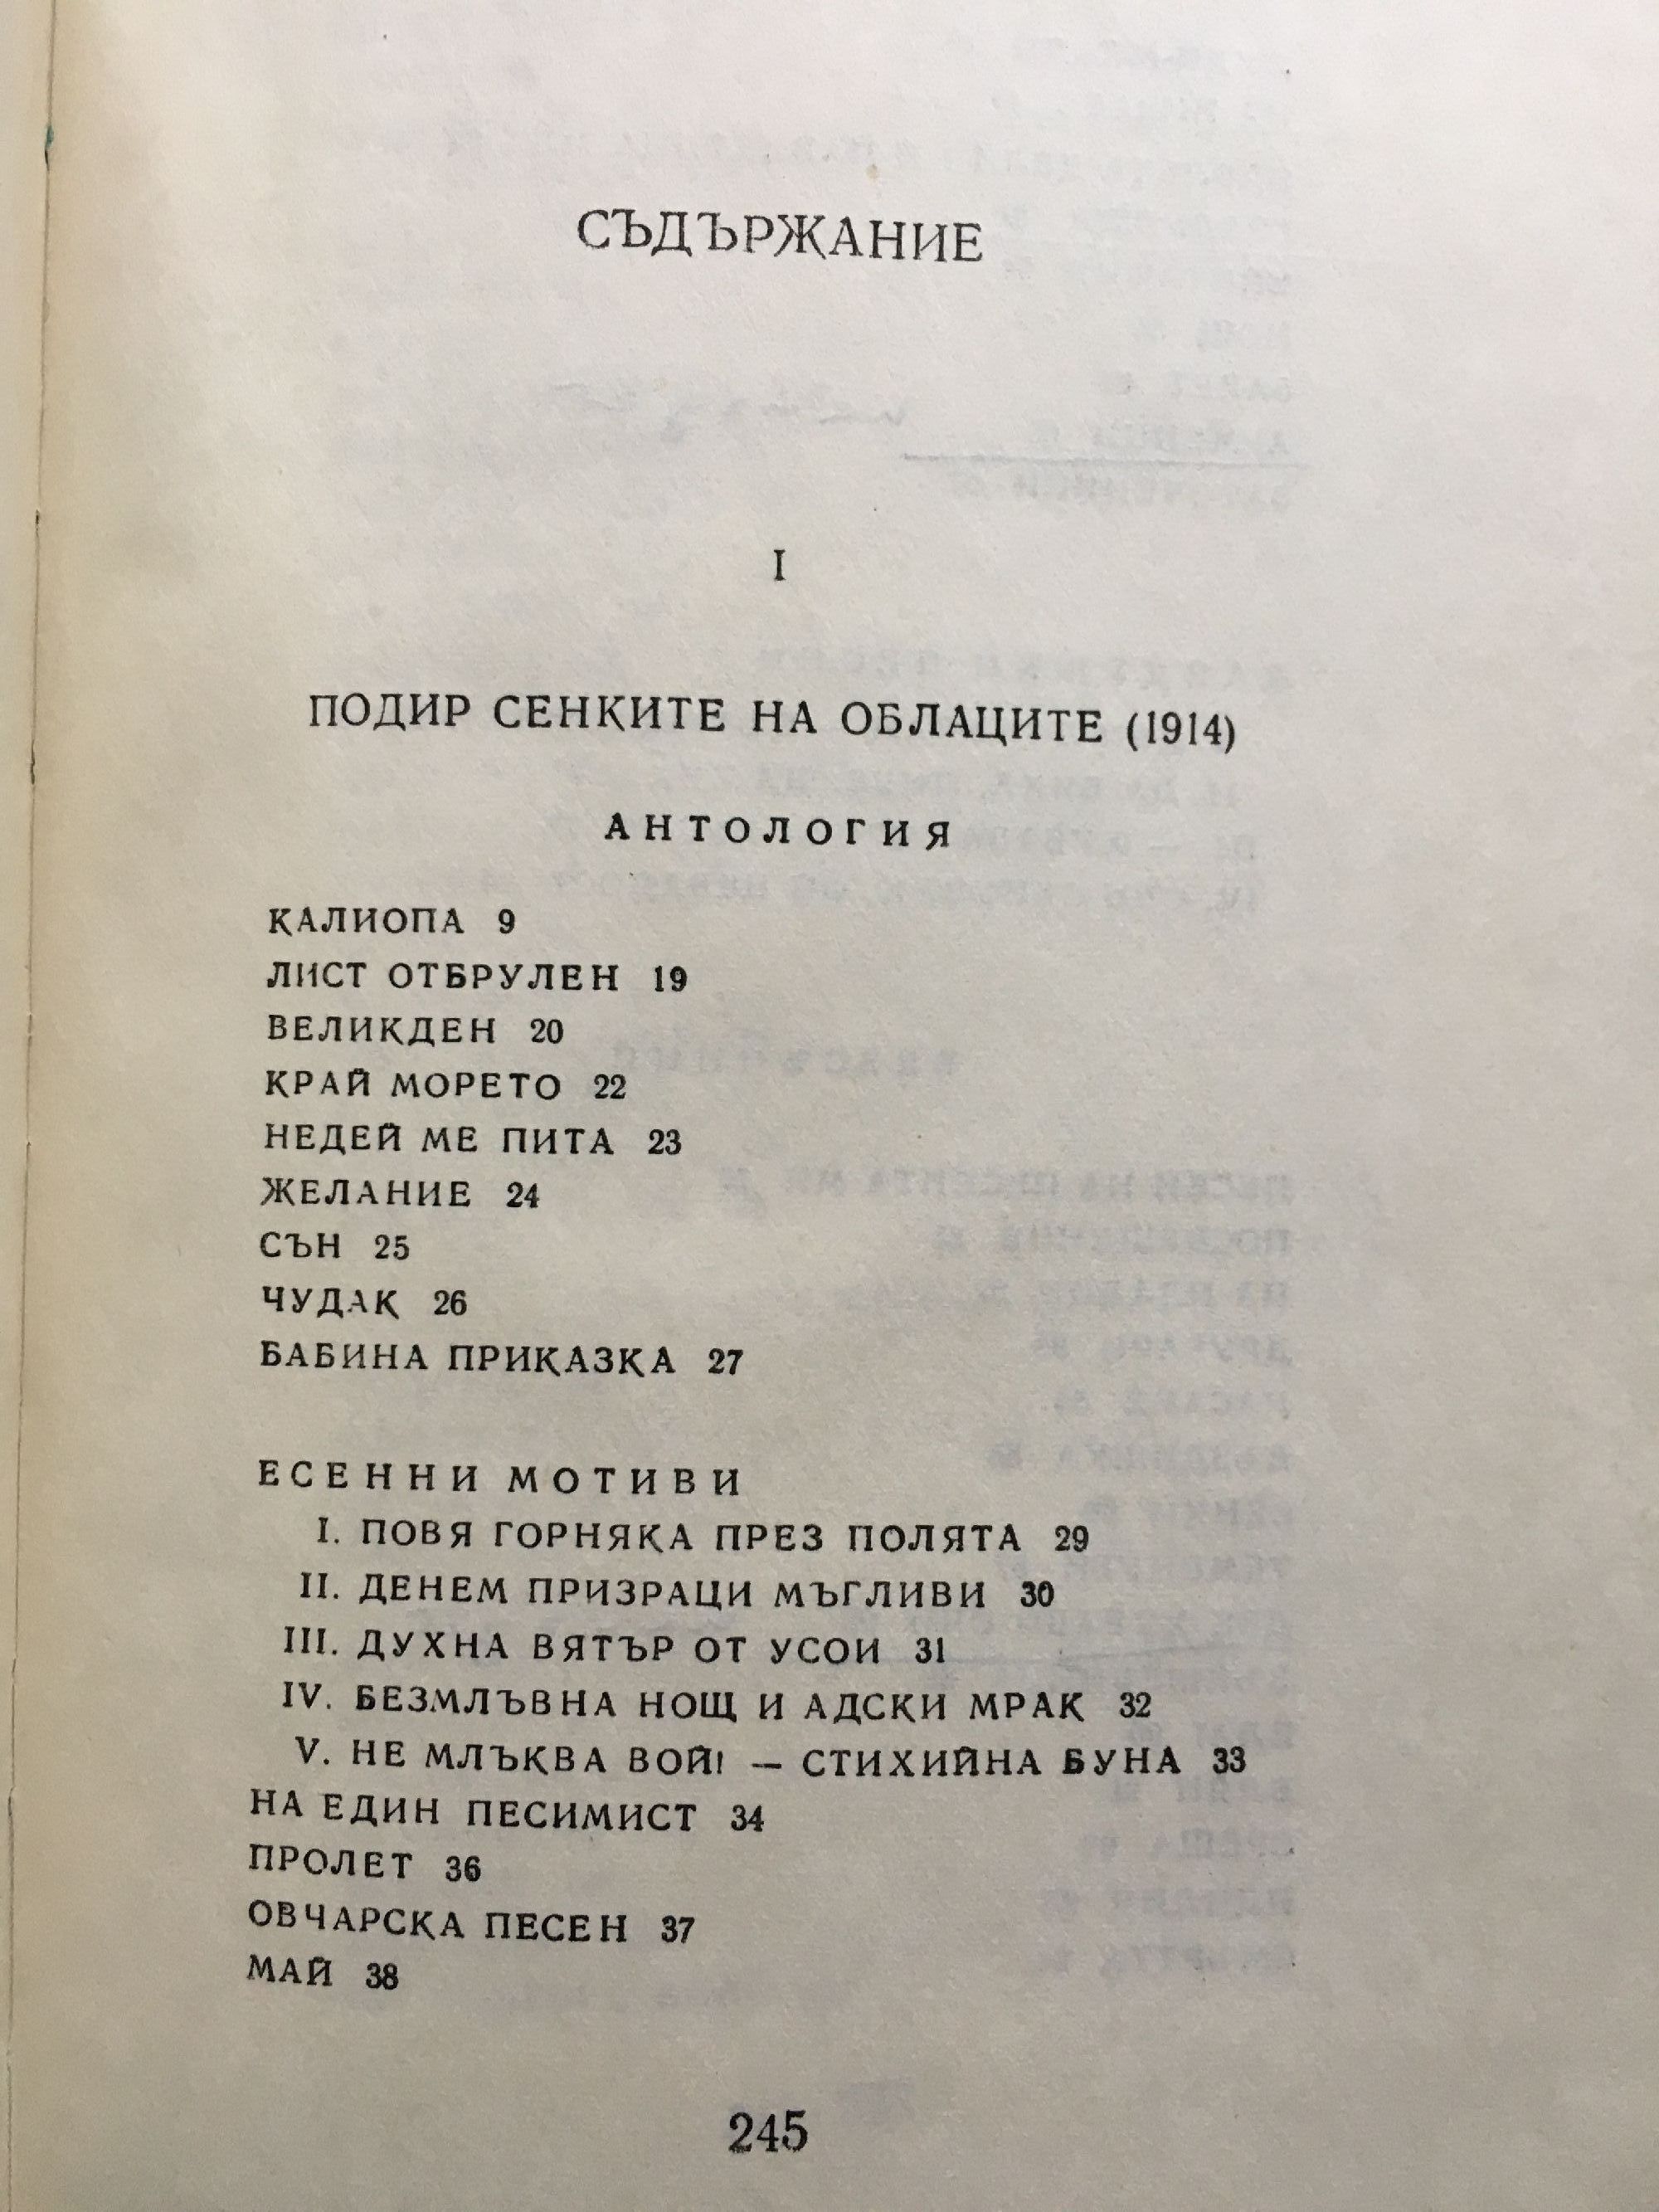 СЪДЪРЖАНИЕ
I
ПОДИР СЕНКИТЕ НА ОБЛАЦИТЕ (1914)
АНТОЛОГИЯ
КАЛИОПА 9
ЛИСТ ОТБРУЛЕН 19
ВЕЛИКДЕН 20
КРАЙ МОРЕТО 22
НЕДЕЙ МЕ ПИТА 23
ЖЕЛАНИЕ 24
СЪН 25
ЧУДАК 26
БАБИНА ПРИКАЗКА 27
ЕСЕННИ МОТИВИ
I. ПОВЯ ГОРНЯКА ПРЕЗ ПОЛЯТА 29
II. ДЕНЕМ ПРИЗРАЦИ МЪГЛИВИ 30
III. ДУХНА ВЯТЪР ОТ УСОИ 31
IV. БЕЗМЛЪВНА НОЩ И АДСКИ МРАК 32
V. НЕ МЛЪКВА ВОЙ! — СТИХИЙНА БУНА 33
НА ЕДИН ПЕСИМИСТ 34
ПРОЛЕТ 36
ОВЧАРСКА ПЕСЕН 37
МАЙ 38
245